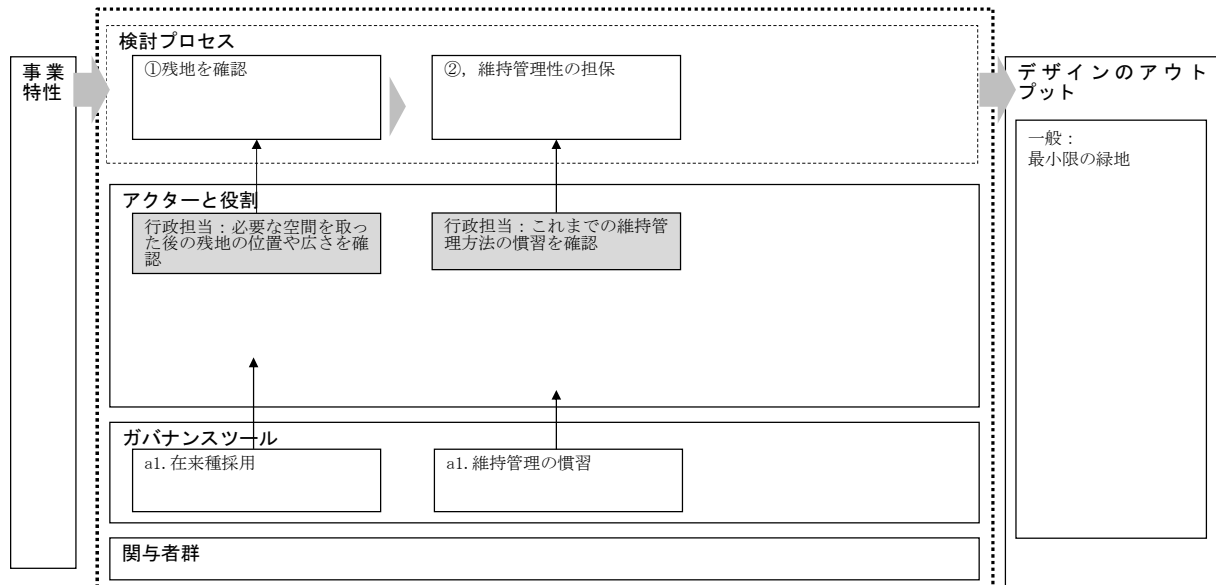 事業
特性
検討プロセス
①残地を確認
②，維持管理性の担保
アクターと役割
行政担当：必要な空間を取っ
た後の残地の位置や広さを確
認
行政担当：これまでの維持管
理方法の慣習を確認
ガバナンスツール
a1.在来種採用
a1.維持管理の慣習
関与者群
デザインのアウト
プット
一般：
最小限の緑地